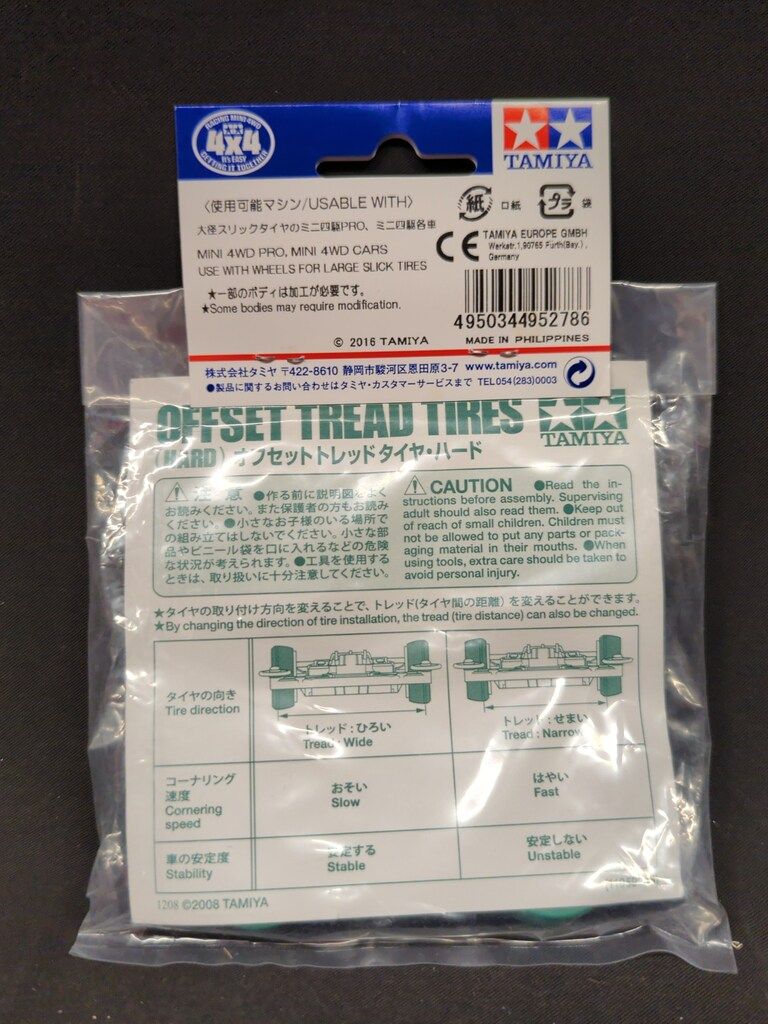 RACING MINI 4WD
4x4
It's EASY
GETTING IT TOGETHER
TAMIYA
〈使用可能マシン/USABLE WITH〉
大径スリックタイヤのミニ四駆PRO、ミニ四駆各車
MINI 4WD PRO, MINI 4WD CARS
USE WITH WHEELS FOR LARGE SLICK TIRES
★一部のボディは加工が必要です。
★Some bodies may require modification.
© 2016 TAMIYA
紙 口紙 プラ 袋
CE TAMIYA EUROPE GMBH
Werkstr.1,90765 Fürth(Bay.),
Germany
4950344952786
MADE IN PHILIPPINES
株式会社タミヤ 〒422-8610 静岡市駿河区恩田原3-7 www.tamiya.com
●製品に関するお問い合わせはタミヤ・カスタマーサービスまで TEL054(283)0003
OFFSET TREAD TIRES
TAMIYA
(HARD) オフセットトレッドタイヤ・ハード
注意 ●作る前に説明図をよく
お読みください。また保護者の方もお読み
ください。●小さなお子様のいる場所で
の組み立てはしないでください。小さな部
品やビニール袋を口に入れるなどの危険
な状況が考えられます。●工具を使用する
ときは、取り扱いに十分注意してください。
CAUTION ●Read the in-
structions before assembly. Supervising
adult should also read them. ●Keep out
of reach of small children. Children must
not be allowed to put any parts or pack-
aging material in their mouths. ●When
using tools, extra care should be taken to
avoid personal injury.
★タイヤの取り付け方向を変えることで、トレッド(タイヤ間の距離)を変えることができます。
★By changing the direction of tire installation, the tread (tire distance) can also be changed.
タイヤの向き
Tire direction
トレッド：ひろい
Tread : Wide
トレッド：せまい
Tread : Narrow
コーナリング
速度
Cornering
speed
おそい
Slow
はやい
Fast
車の安定度
Stability
安定する
Stable
安定しない
Unstable
1208 ©2008 TAMIYA